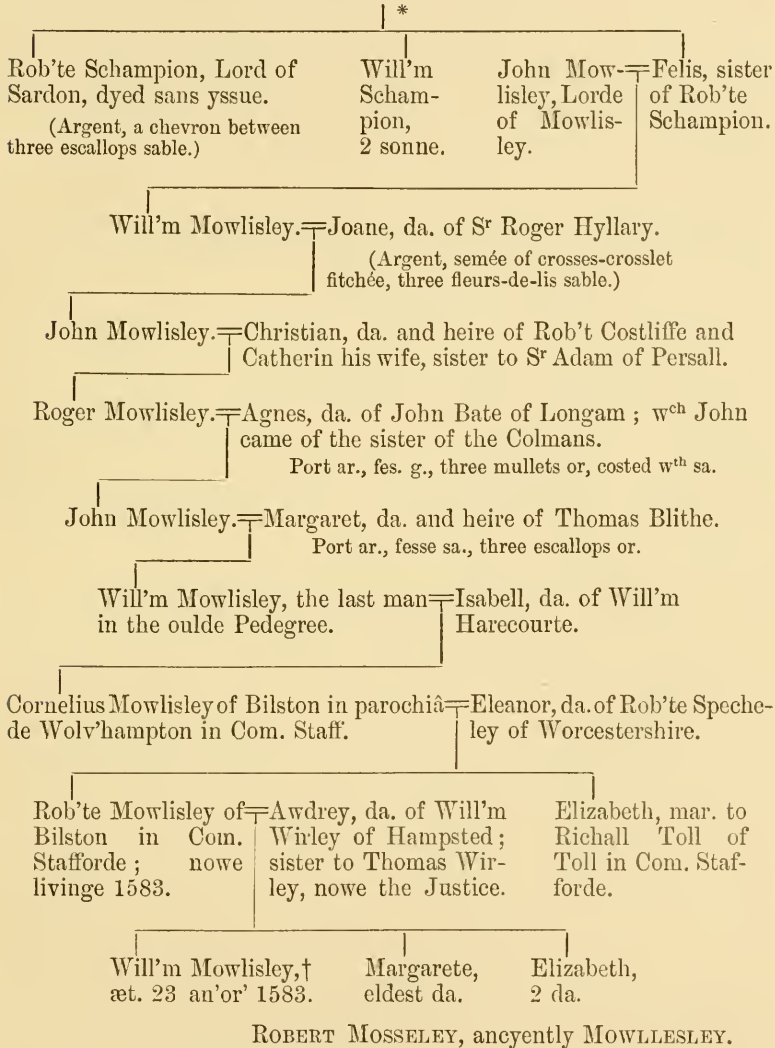 *
Rob'te Schampion, Lord of
Sardon, dyed sans yssue.
(Argent, a chevron between
three escallops sable.)
Will'm
Scham-
pion,
2 sonne.
John Mow-
lisley, Lorde
of Mowlis-
ley.
Felis, sister
of Rob'te
Schampion.
Will'm Mowlisley. Joane, da. of Sʳ Roger Hyllary.
(Argent, semée of crosses-crosslet
fitchée, three fleurs-de-lis sable.)
John Mowlisley. Christian, da. and heire of Rob't Costliffe and
Catherin his wife, sister to Sʳ Adam of Persall.
Roger Mowlisley. Agnes, da. of John Bate of Longam ; wᶜʰ John
came of the sister of the Colmans.
Port ar., fes. g., three mullets or, costed wᵗʰ sa.
John Mowlisley. Margaret, da. and heire of Thomas Blithe.
Port ar., fesse sa., three escallops or.
Will'm Mowlisley, the last man
in the oulde Pedegree.
Isabell, da. of Will'm
Harecourte.
Cornelius Mowlisley of Bilston in parochiâ
de Wolv'hampton in Com. Staff.
Eleanor, da. of Rob'te Speche-
ley of Worcestershire.
Rob'te Mowlisley of
Bilston in Com.
Stafforde ; nowe
livinge 1583.
Awdrey, da. of Will'm
Wirley of Hampsted ;
sister to Thomas Wir-
ley, nowe the Justice.
Elizabeth, mar. to
Richall Toll of
Toll in Com. Staf-
forde.
Will'm Mowlisley,†
æt. 23 an'or' 1583.
Margarete,
eldest da.
Elizabeth,
2 da.
ROBERT MOSSELEY, ancyently MOWLLESLEY.